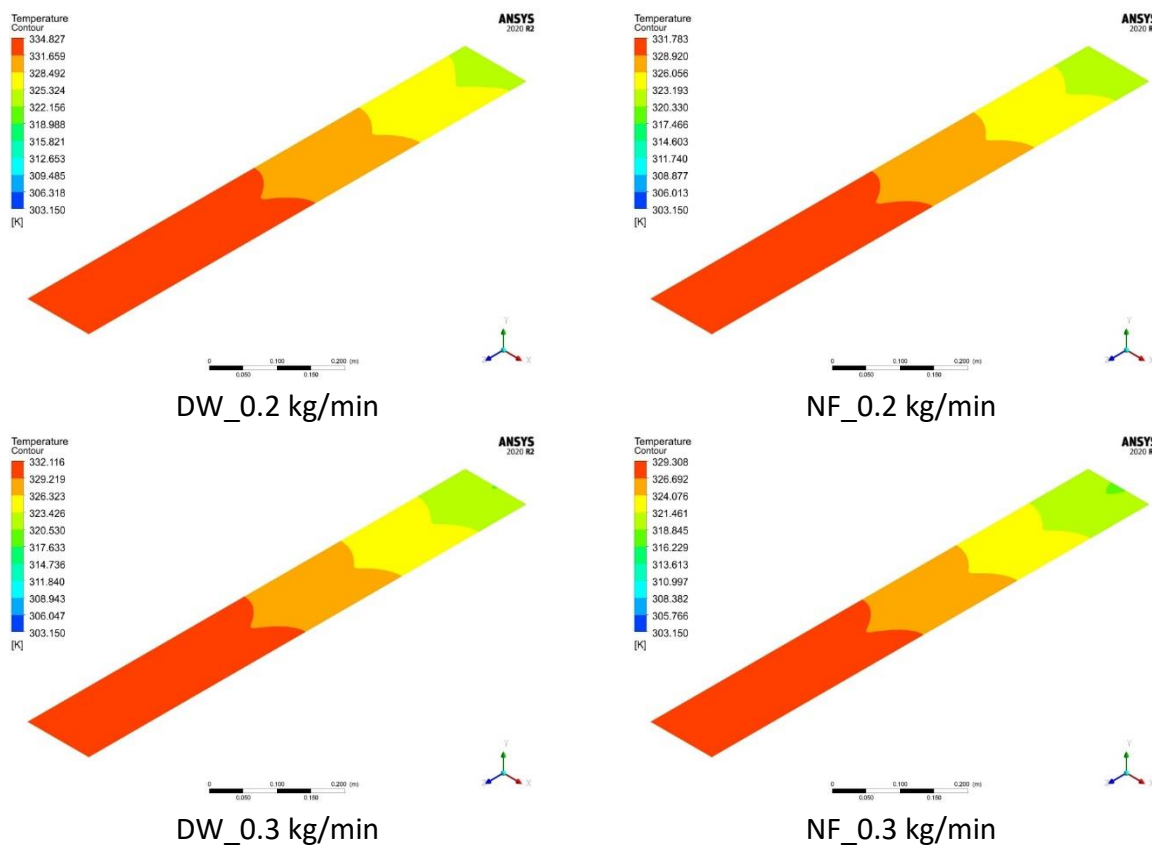 Temperature
Contour
334.827
331.659
328.492
325.324
322.156
318.988
315.821
312.653
309.485
306.318
303.150
[K]
ANSYS
2020 R2
0 0.100 0.200 (m)
0.050 0.150
Y
X
DW_0.2 kg/min
Temperature
Contour
331.783
328.920
326.056
323.193
320.330
317.466
314.603
311.740
308.877
306.013
303.150
[K]
ANSYS
2020 R
0 0.100 0.200 (m)
0.050 0.150
Y
X
NF_0.2 kg/min
Temperature
Contour
332.116
329.219
326.323
323.426
320.530
317.633
314.736
311.840
308.943
306.047
303.150
[K]
ANSYS
2020 R2
0 0.100 0.200 (m)
0.050 0.150
Y
X
DW_0.3 kg/min
Temperature
Contour
329.308
326.692
324.076
321.461
318.845
316.229
313.613
310.997
308.382
305.766
303.150
[K]
ANSYS
2020 R
0 0.100 0.200 (m)
0.050 0.150
Y
X
NF_0.3 kg/min